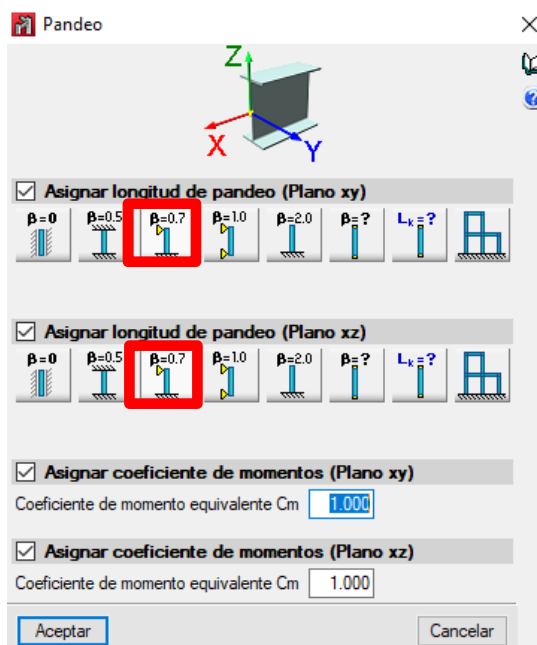 Pandeo
Z
X
Y
Asignar longitud de pandeo (Plano xy)
β=0 β=0.5 β=0.7 β=1.0 β=2.0 β=? Lk=?
Asignar longitud de pandeo (Plano xz)
β=0 β=0.5 β=0.7 β=1.0 β=2.0 β=? Lk=?
Asignar coeficiente de momentos (Plano xy)
Coeficiente de momento equivalente Cm 1.000
Asignar coeficiente de momentos (Plano xz)
Coeficiente de momento equivalente Cm 1.000
Aceptar Cancelar